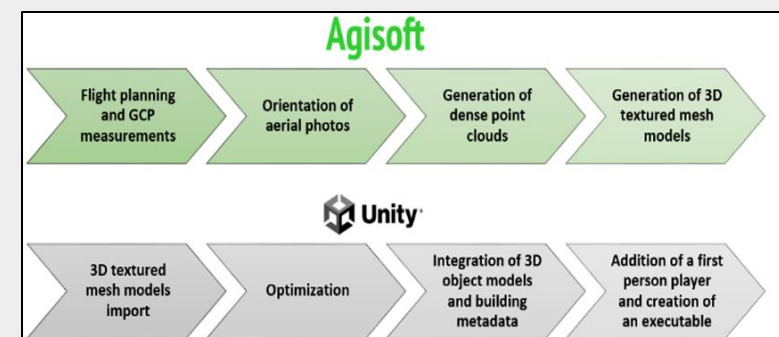 Agisoft
Flight planning
and GCP
measurements
Orientation of
aerial photos
Generation of
dense point
clouds
Generation of 3D
textured mesh
models
Unity
3D textured
mesh models
import
Optimization
Integration of 3D
object models
and building
metadata
Addition of a first
person player
and creation of
an executable